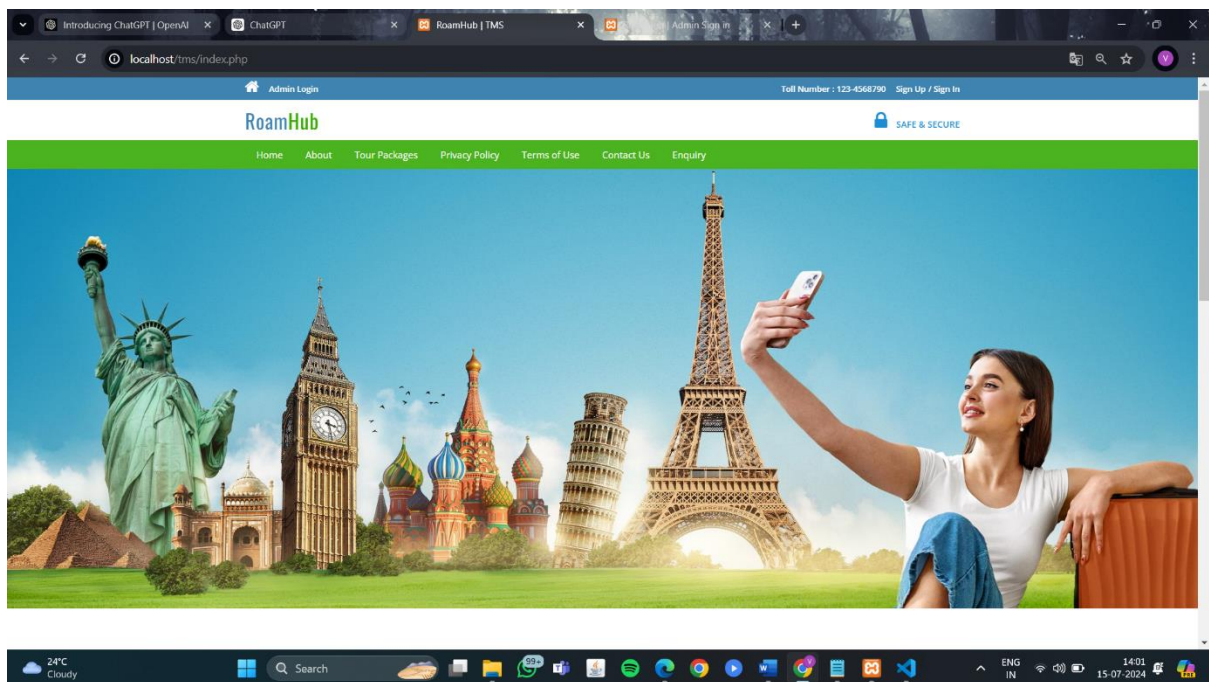 Introducing ChatGPT | OpenAI
ChatGPT
RoamHub | TMS
| Admin Sign in
localhost/tms/index.php
V
Admin Login
Toll Number : 123-4568790 Sign Up / Sign In
RoamHub
SAFE & SECURE
Home About Tour Packages Privacy Policy Terms of Use Contact Us Enquiry
24°C
Cloudy
Search
99+
ENG
IN
14:01
15-07-2024